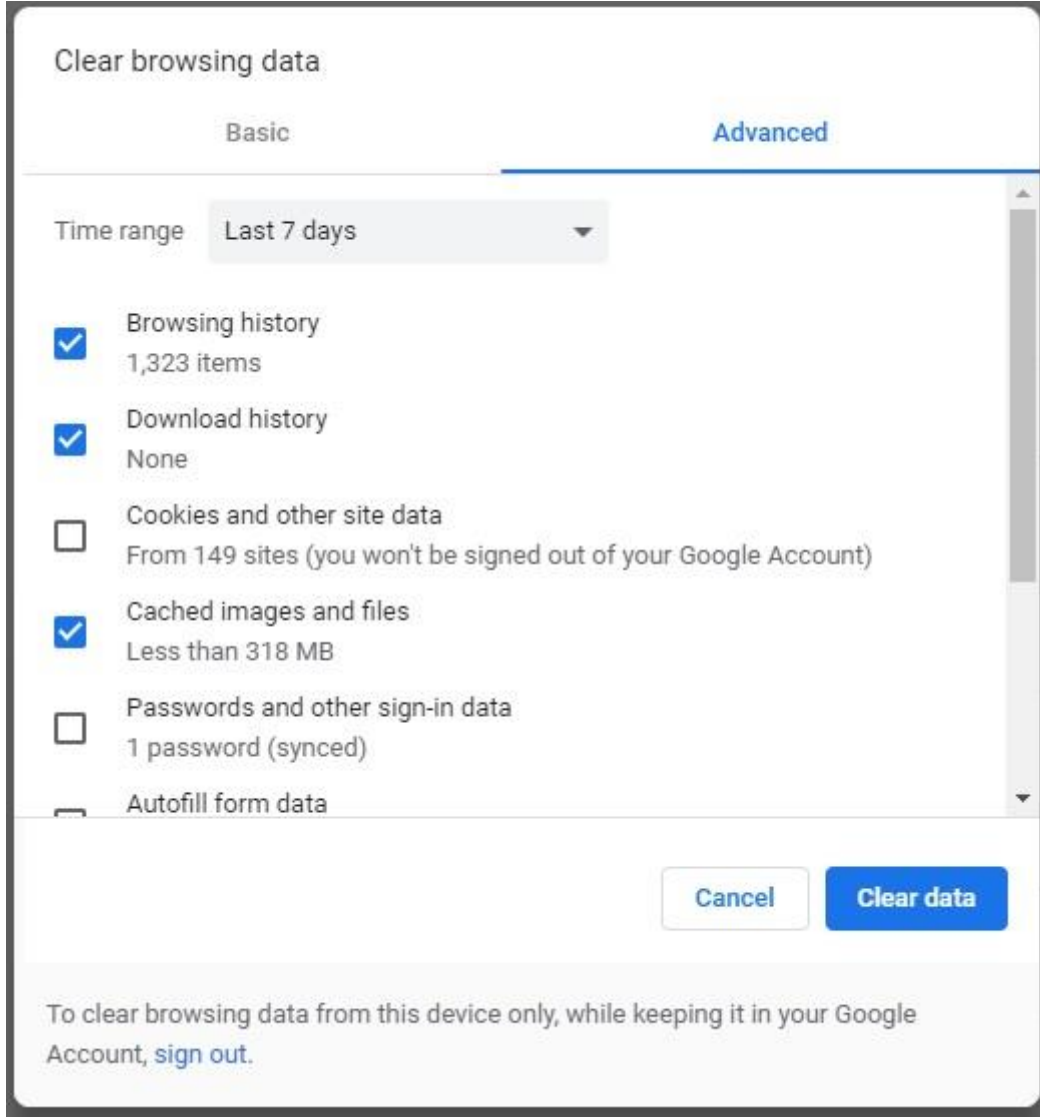 Clear browsing data
Basic
Advanced
Time range
Last 7 days
Browsing history
1,323 items
Download history
None
Cookies and other site data
From 149 sites (you won't be signed out of your Google Account)
Cached images and files
Less than 318 MB
Passwords and other sign-in data
1 password (synced)
Autofill form data
Cancel
Clear data
To clear browsing data from this device only, while keeping it in your Google
Account, sign out.